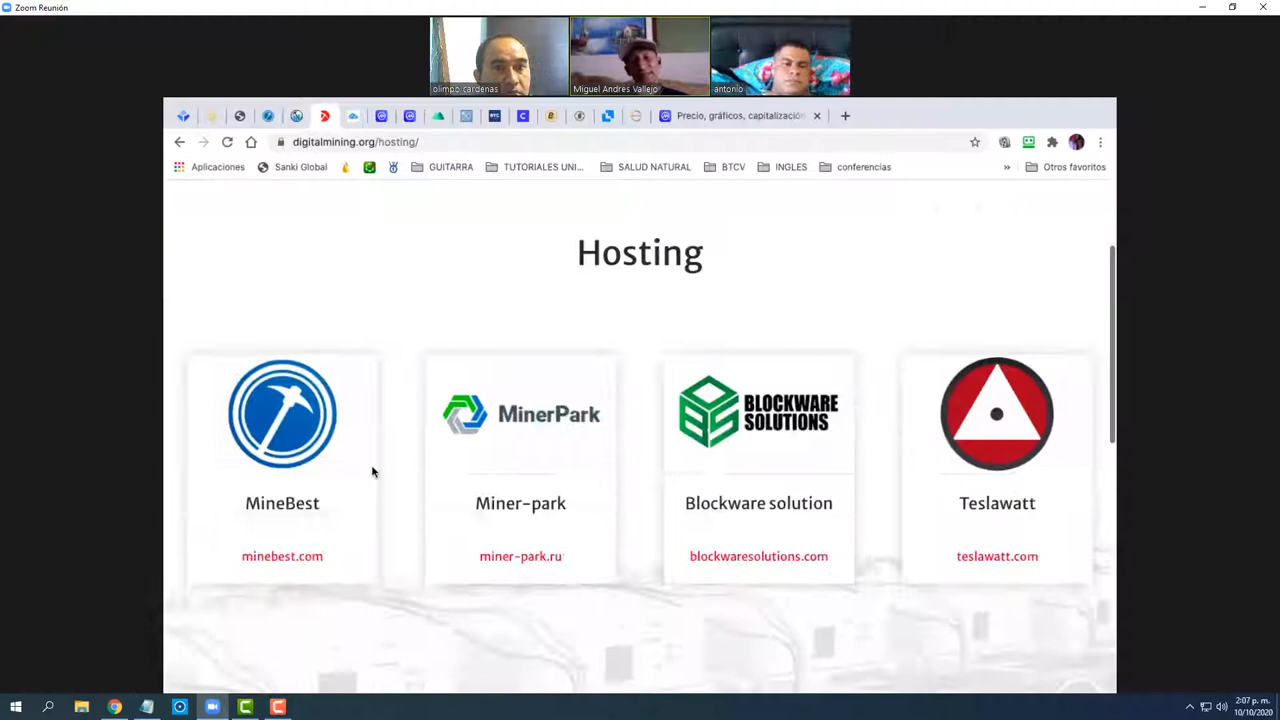 Zoom Reunión
olimpo cardenas
Miguel Andres Vallejo
antonio
Precio, gráficos, capitalización
digitalmining.org/hosting/
Aplicaciones
Sanki Global
GUITARRA
TUTORIALES UNI...
SALUD NATURAL
BTCV
INGLES
conferencias
»
Otros favoritos
Hosting
MinerPark
BLOCKWARE
SOLUTIONS
MineBest
Miner-park
Blockware solution
Teslawatt
minebest.com
miner-park.ru
blockwaresolutions.com
teslawatt.com
2:07 p. m.
10/10/2020